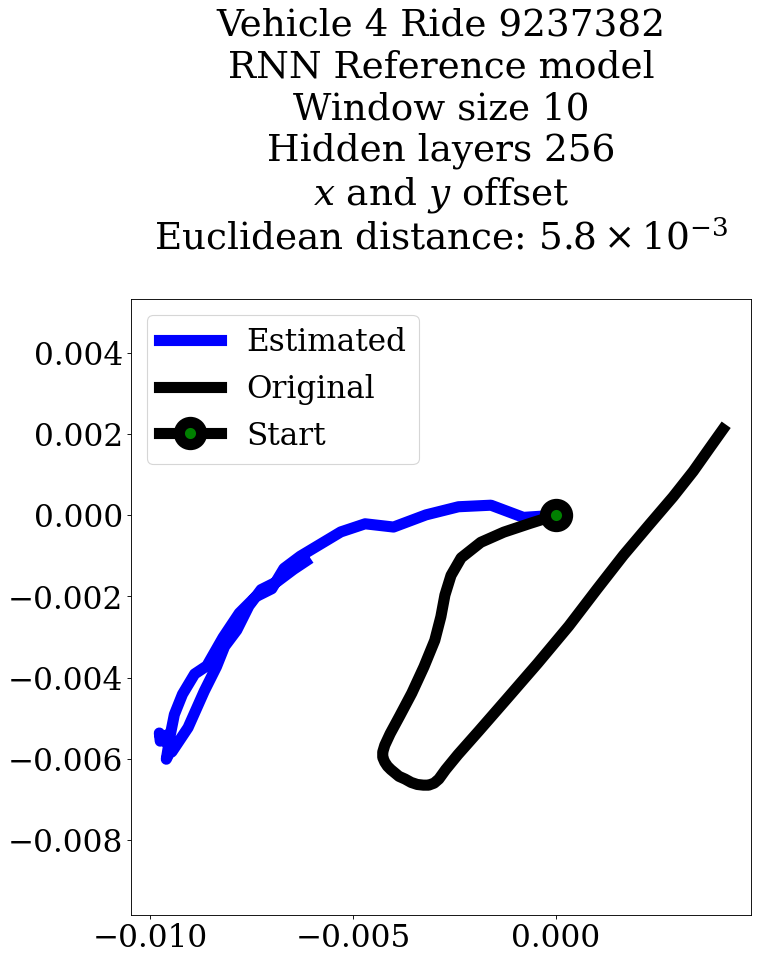 Vehicle 4 Ride 9237382
RNN Reference model
Window size 10
Hidden layers 256
x and y offset
Euclidean distance: 5.8 × 10⁻³
Estimated
Original
Start
0.004
0.002
0.000
−0.002
−0.004
−0.006
−0.008
−0.010 −0.005 0.000